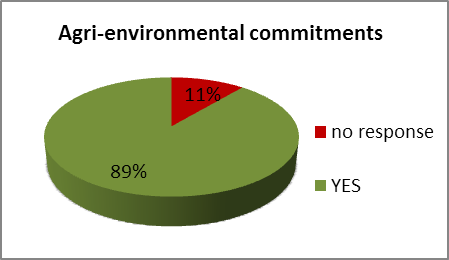 Agri-environmental commitments
11%
no response
89%
YES